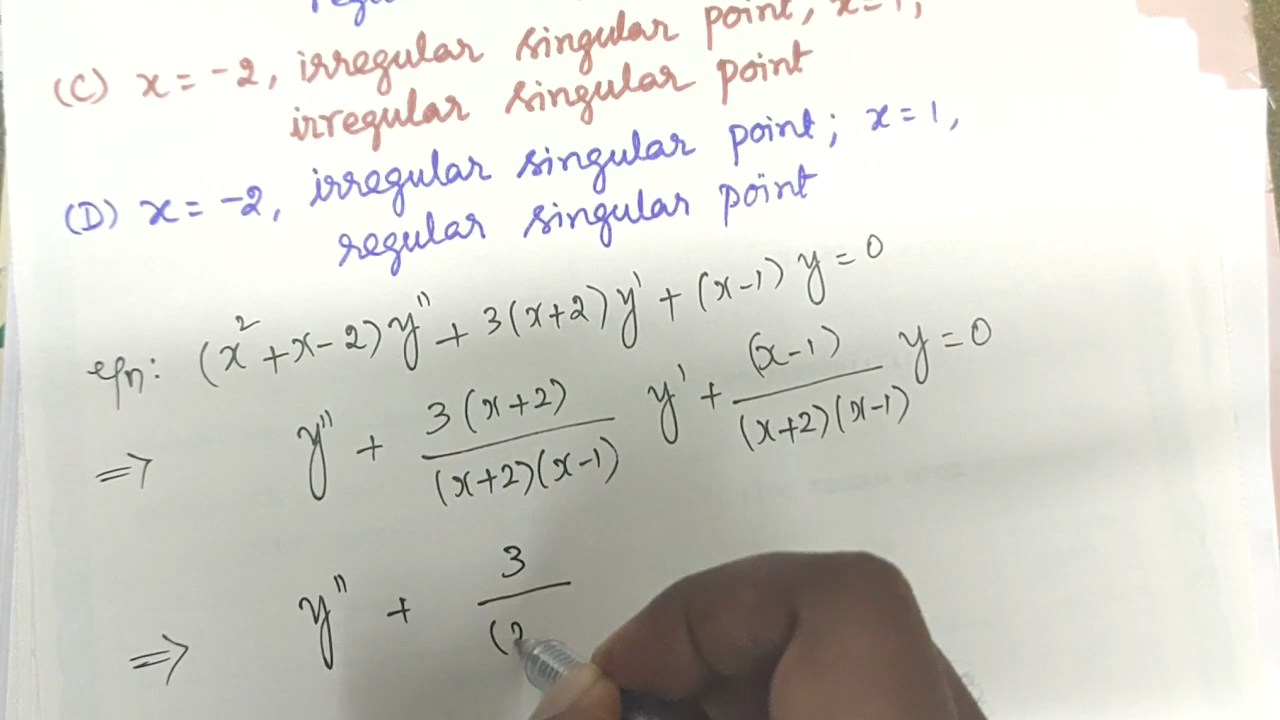 regul
(C) x = -2, irregular singular point, x=1,
irregular singular point
(D) x = -2, irregular singular point; x=1,
regular singular point
eqn: (x² + x - 2) y'' + 3(x+2) y' + (x-1) y = 0
⇒ y'' + 3(x+2)/(x+2)(x-1) y' + (x-1)/(x+2)(x-1) y = 0
⇒ y'' + 3/(